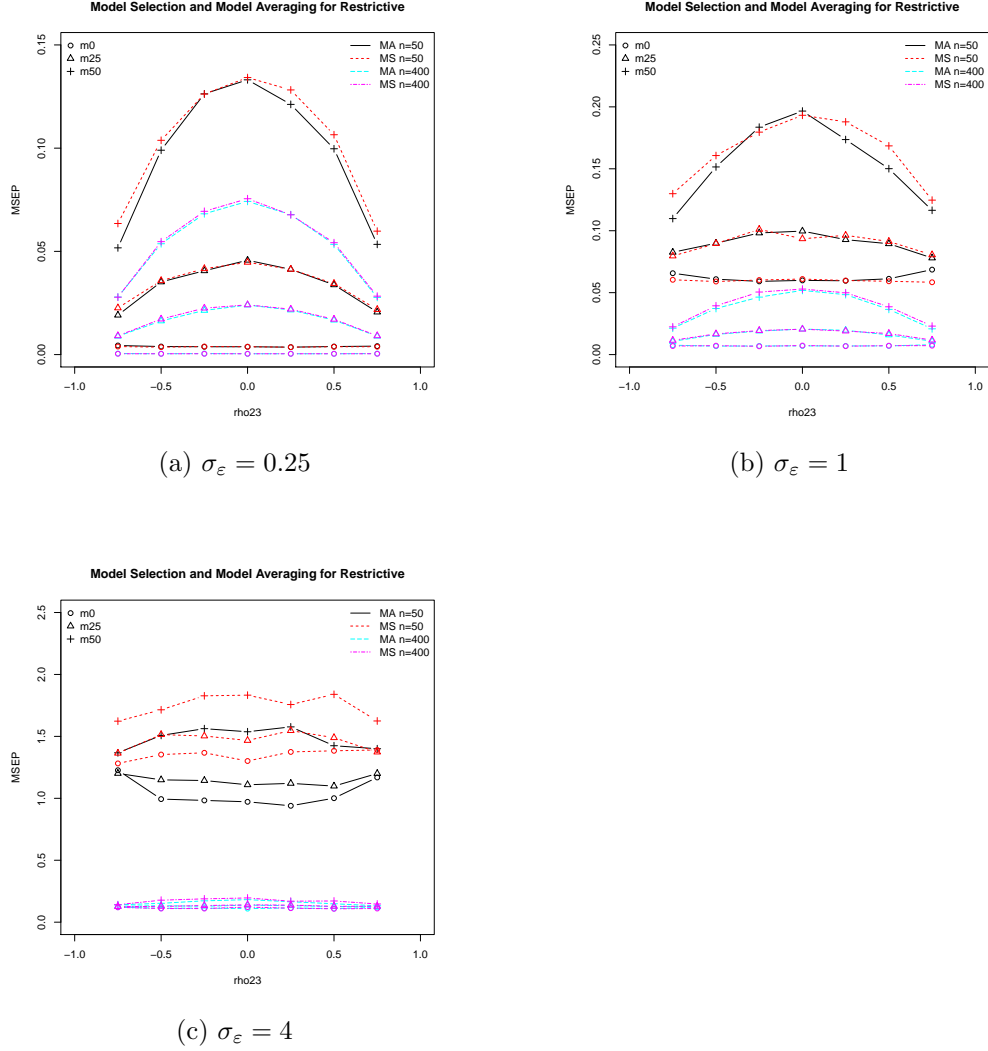 Model Selection and Model Averaging for Restrictive
MSEP
0.00 0.05 0.10 0.15
m0
m25
m50
MA n=50
MS n=50
MA n=400
MS n=400
−1.0 −0.5 0.0 0.5 1.0
rho23
(a) σε = 0.25
Model Selection and Model Averaging for Restrictive
MSEP
0.00 0.05 0.10 0.15 0.20 0.25
m0
m25
m50
MA n=50
MS n=50
MA n=400
MS n=400
−1.0 −0.5 0.0 0.5 1.0
rho23
(b) σε = 1
Model Selection and Model Averaging for Restrictive
MSEP
0.0 0.5 1.0 1.5 2.0 2.5
m0
m25
m50
MA n=50
MS n=50
MA n=400
MS n=400
−1.0 −0.5 0.0 0.5 1.0
rho23
(c) σε = 4